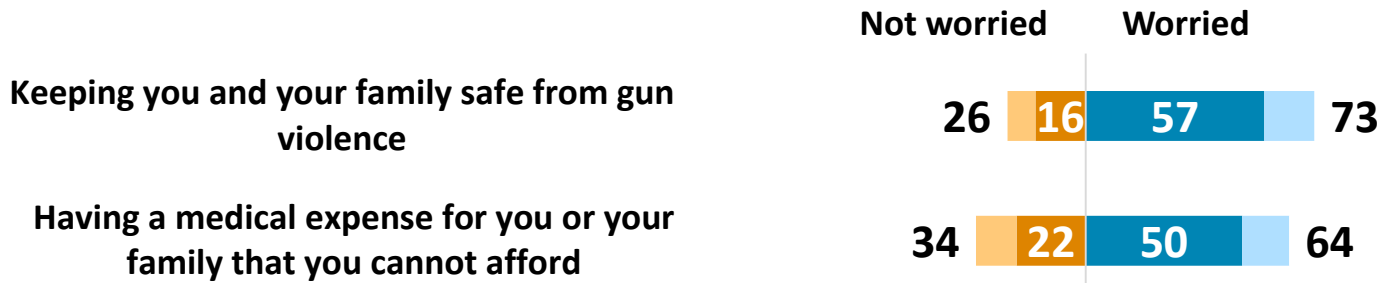 Not worried Worried
Keeping you and your family safe from gun
violence
26 16 57 73
Having a medical expense for you or your
family that you cannot afford
34 22 50 64